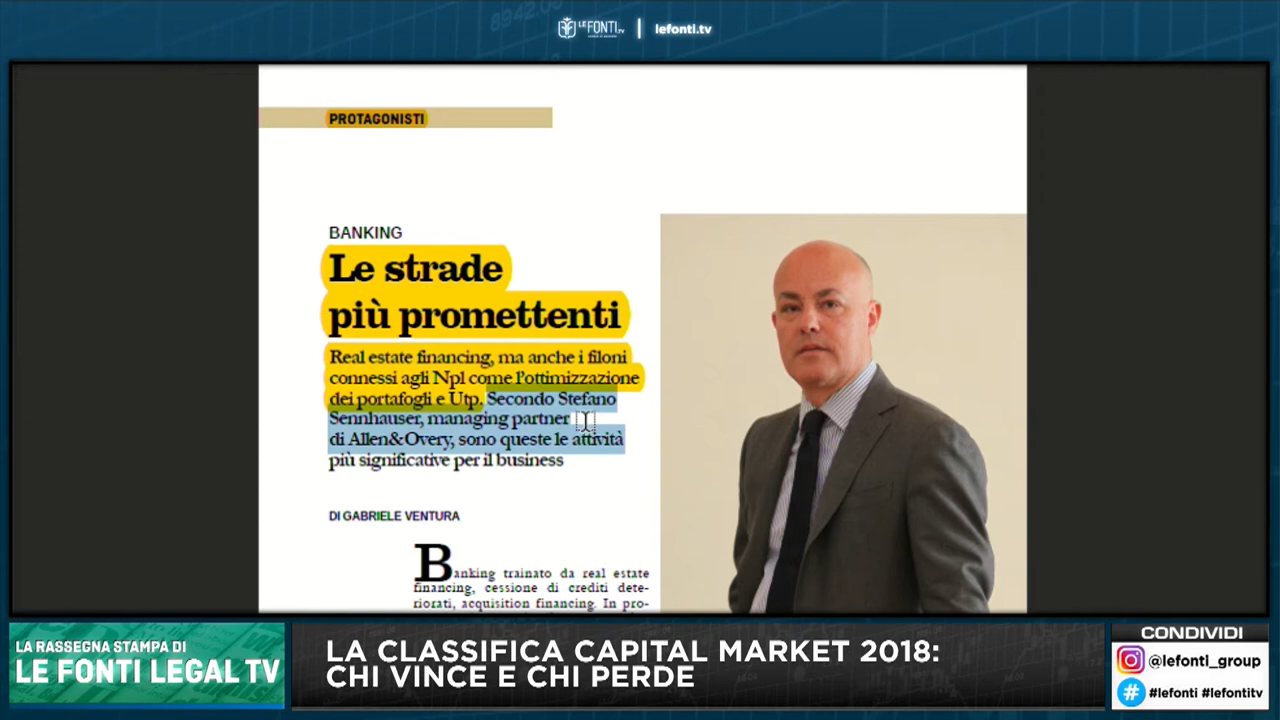 8942.08
LE FONTI.TV
lefonti.tv
PROTAGONISTI
BANKING
Le strade
più promettenti
Real estate financing, ma anche i filoni
connessi agli Npl come l'ottimizzazione
dei portafogli e Utp. Secondo Stefano
Sennhauser, managing partner
di Allen&Overy, sono queste le attività
più significative per il business
DI GABRIELE VENTURA
Banking trainato da real estate
financing, cessione di crediti dete-
riorati, acquisition financing. In pro-
LA RASSEGNA STAMPA DI
LE FONTI LEGAL TV
LA CLASSIFICA CAPITAL MARKET 2018:
CHI VINCE E CHI PERDE
CONDIVIDI
@lefonti_group
#
#lefonti #lefontitv